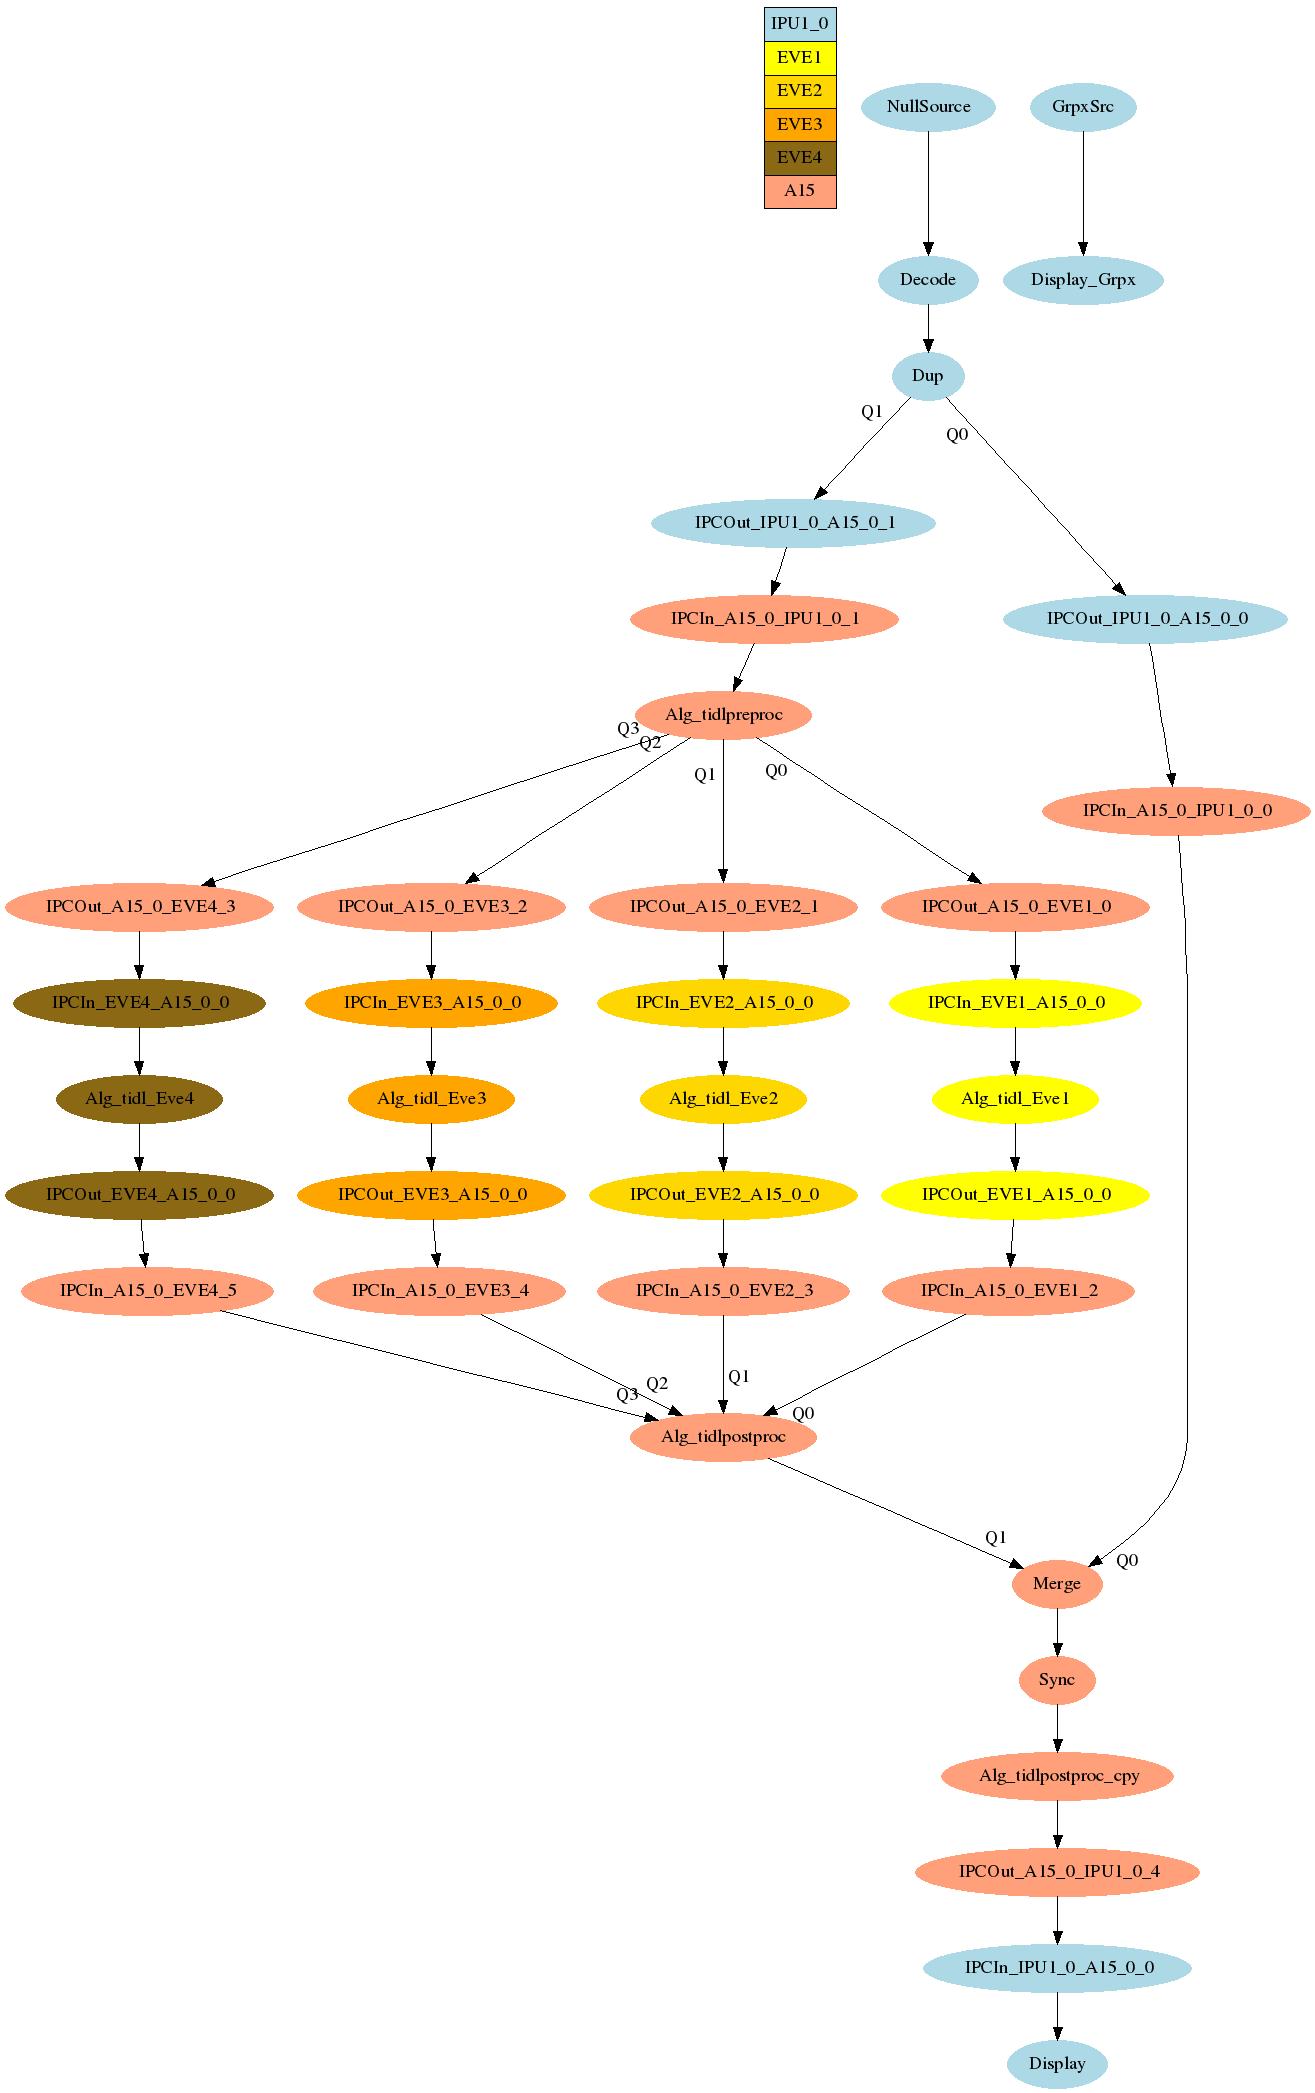 IPU1_0
EVE1
EVE2
EVE3
EVE4
A15
NullSource
GrpxSrc
Decode
Display_Grpx
Dup
Q1
Q0
IPCOut_IPU1_0_A15_0_1
IPCIn_A15_0_IPU1_0_1
IPCOut_IPU1_0_A15_0_0
Alg_tidlpreproc
Q3
Q2
Q1
Q0
IPCIn_A15_0_IPU1_0_0
IPCOut_A15_0_EVE4_3
IPCOut_A15_0_EVE3_2
IPCOut_A15_0_EVE2_1
IPCOut_A15_0_EVE1_0
IPCIn_EVE4_A15_0_0
IPCIn_EVE3_A15_0_0
IPCIn_EVE2_A15_0_0
IPCIn_EVE1_A15_0_0
Alg_tidl_Eve4
Alg_tidl_Eve3
Alg_tidl_Eve2
Alg_tidl_Eve1
IPCOut_EVE4_A15_0_0
IPCOut_EVE3_A15_0_0
IPCOut_EVE2_A15_0_0
IPCOut_EVE1_A15_0_0
IPCIn_A15_0_EVE4_5
IPCIn_A15_0_EVE3_4
IPCIn_A15_0_EVE2_3
IPCIn_A15_0_EVE1_2
Q3
Q2
Q1
Q0
Alg_tidlpostproc
Q1
Q0
Merge
Sync
Alg_tidlpostproc_cpy
IPCOut_A15_0_IPU1_0_4
IPCIn_IPU1_0_A15_0_0
Display